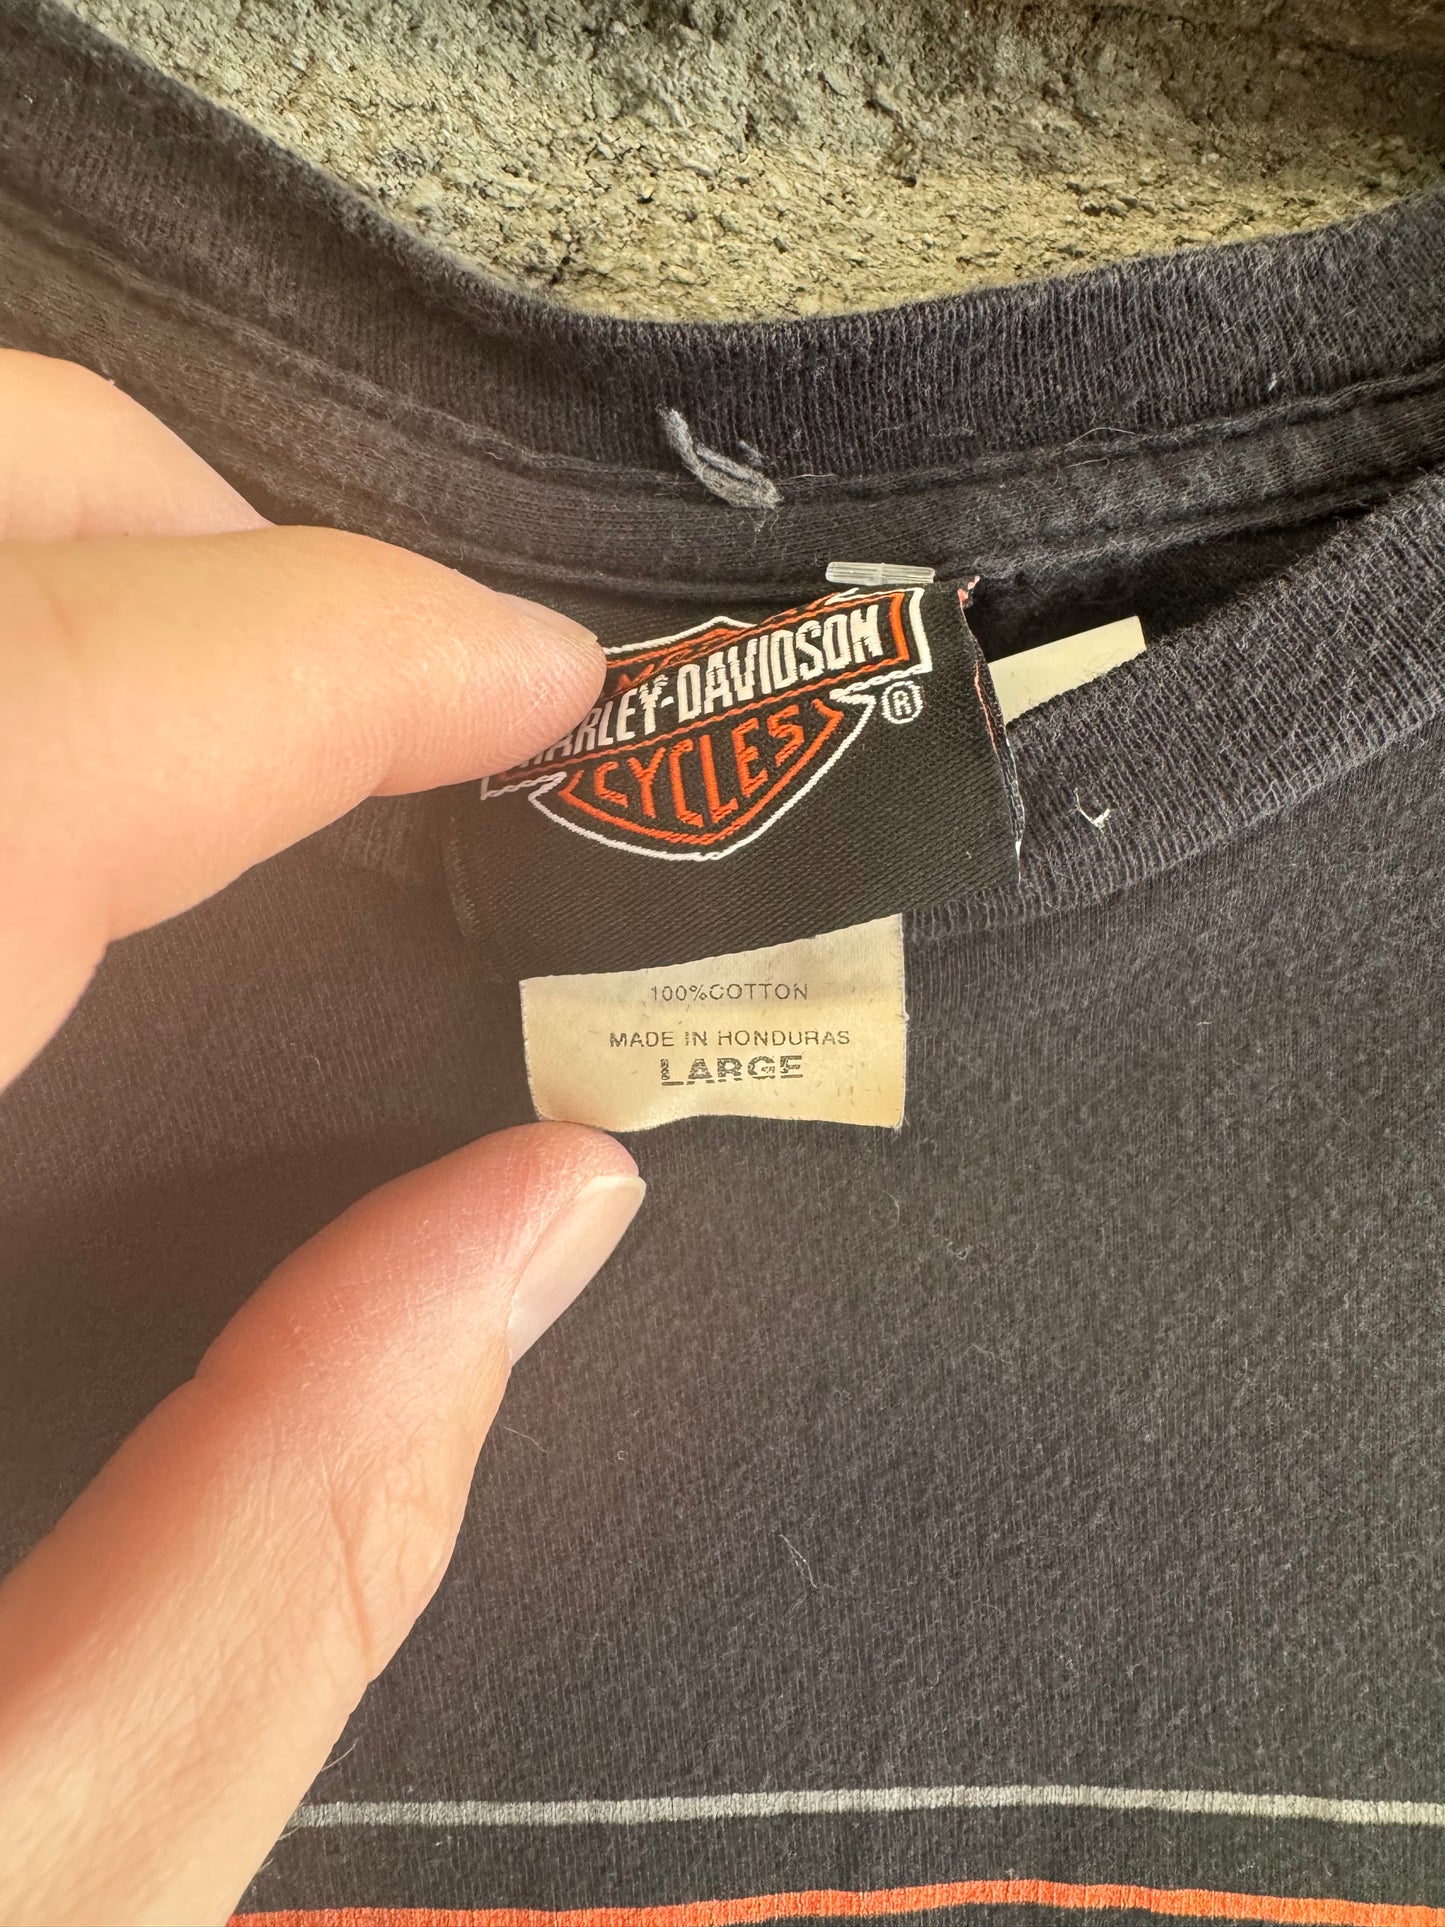 HARLEY-DAVIDSON
CYCLES
®
100%COTTON
MADE IN HONDURAS
LARGE